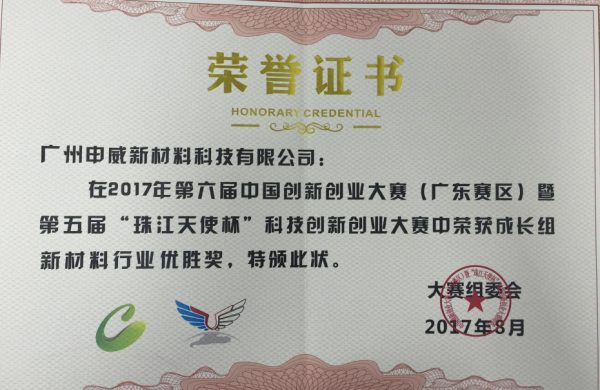 荣誉证书
HONORARY CREDENTIAL
广州申威新材料科技有限公司：
在2017年第六届中国创新创业大赛（广东赛区）暨
第五届“珠江天使杯”科技创新创业大赛中荣获成长组
新材料行业优胜奖，特颁此状。
大赛组委会
2017年8月